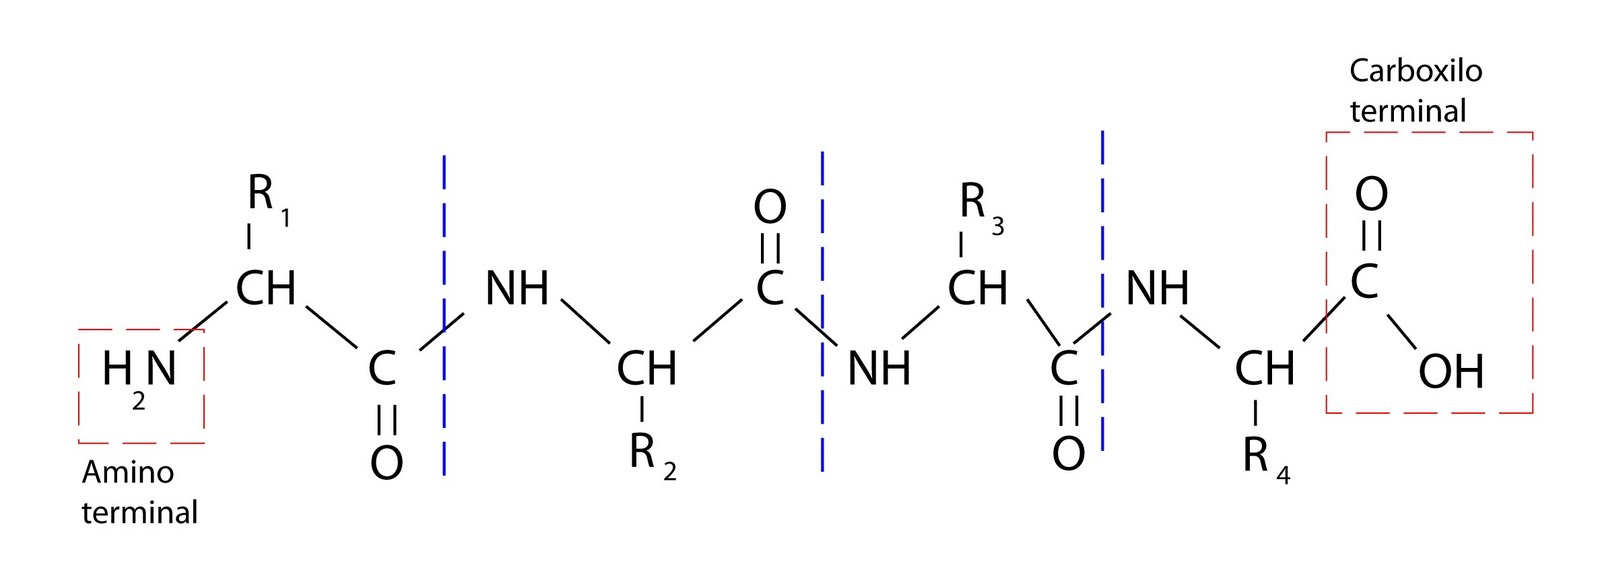 Carboxilo
terminal
R1
O
R3
O
CH
NH
C
CH
NH
C
H2N
C
CH
NH
C
CH
OH
O
R2
O
R4
Amino
terminal